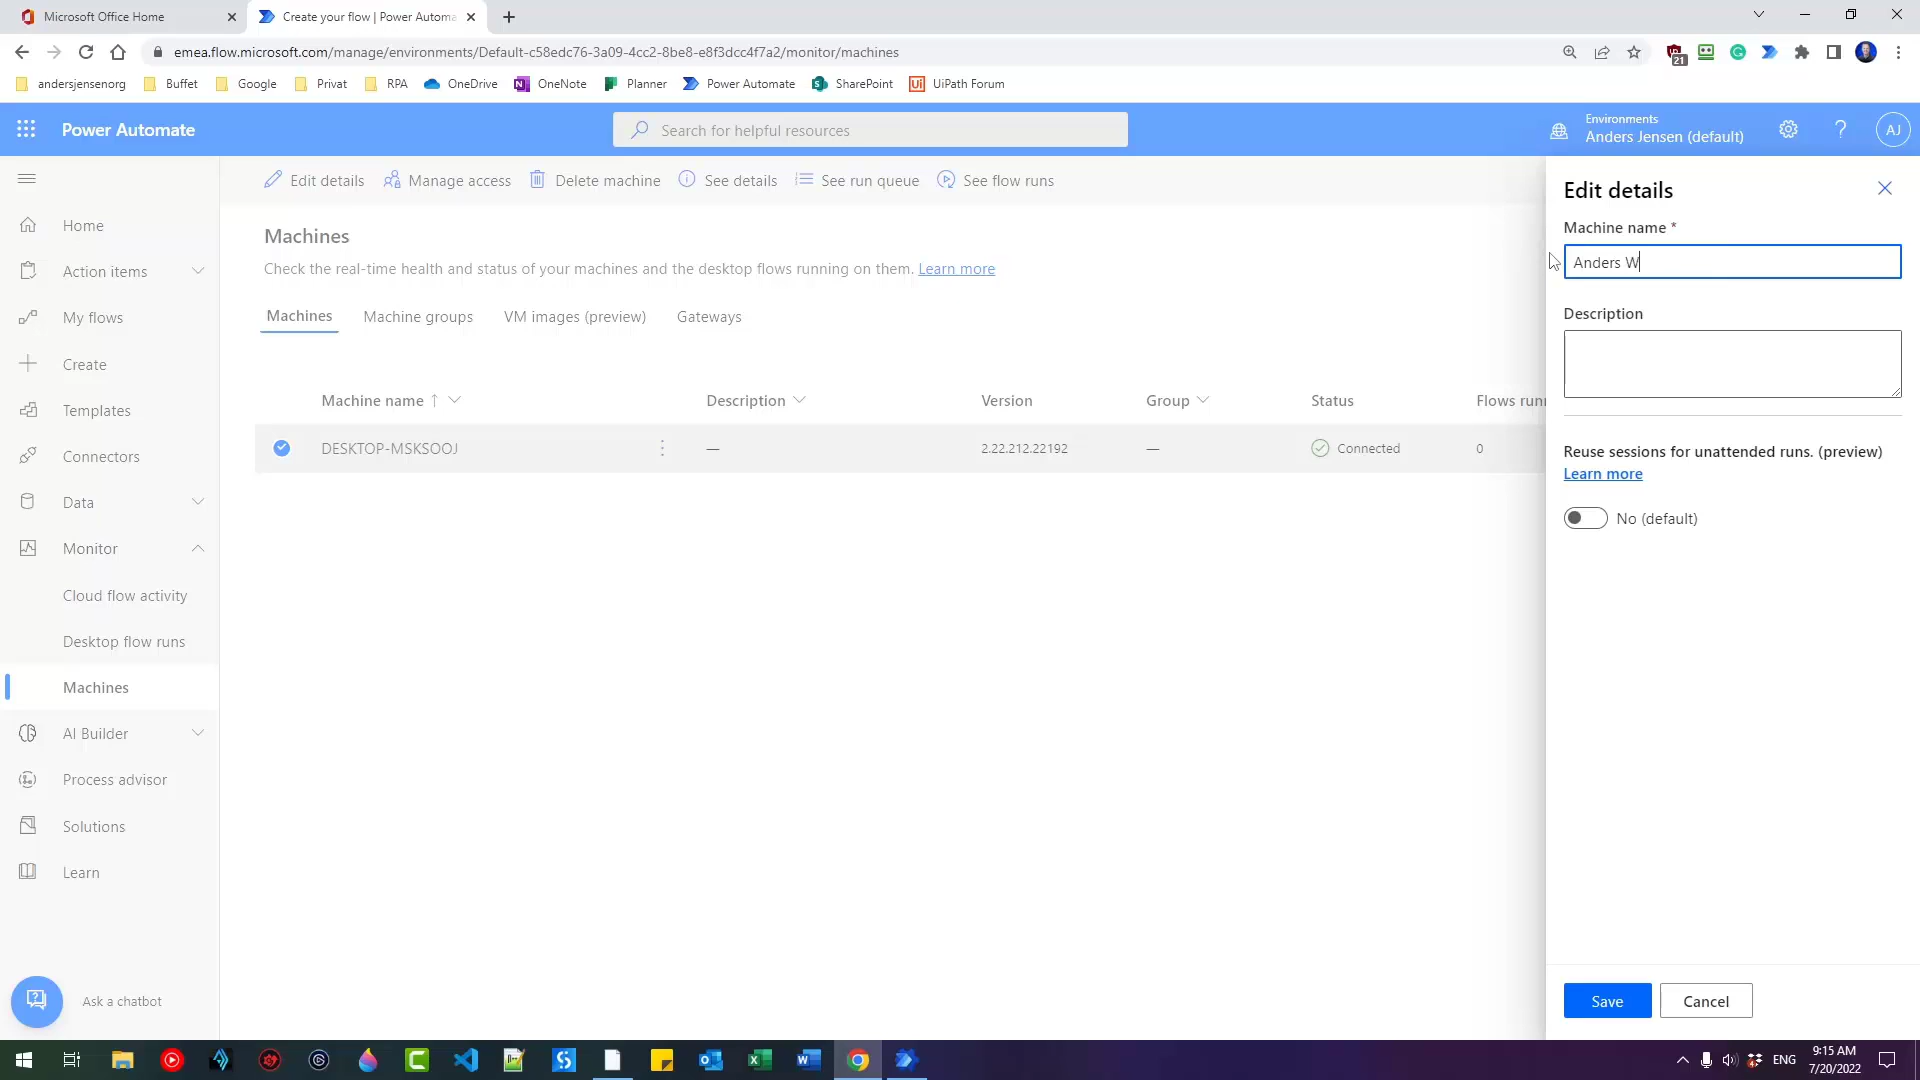 Microsoft Office Home
Create your flow | Power Automa
emea.flow.microsoft.com/manage/environments/Default-c58edc76-3a09-4cc2-8be8-e8f3dcc4f7a2/monitor/machines
21
andersjensenorg Buffet Google Privat RPA OneDrive OneNote Planner Power Automate SharePoint UiPath Forum
Power Automate
Search for helpful resources
Environments
Anders Jensen (default)
AJ
Edit details Manage access Delete machine See details See run queue See flow runs
Home
Action items
My flows
Create
Templates
Connectors
Data
Monitor
Cloud flow activity
Desktop flow runs
Machines
AI Builder
Process advisor
Solutions
Learn
Ask a chatbot
Machines
Check the real-time health and status of your machines and the desktop flows running on them. Learn more
Machines Machine groups VM images (preview) Gateways
Machine name ↑ Description Version Group Status Flows runn
DESKTOP-MSKSOOJ — 2.22.212.22192 — Connected 0
Edit details
Machine name *
Anders W
Description
Reuse sessions for unattended runs. (preview)
Learn more
No (default)
Save Cancel
ENG
9:15 AM
7/20/2022